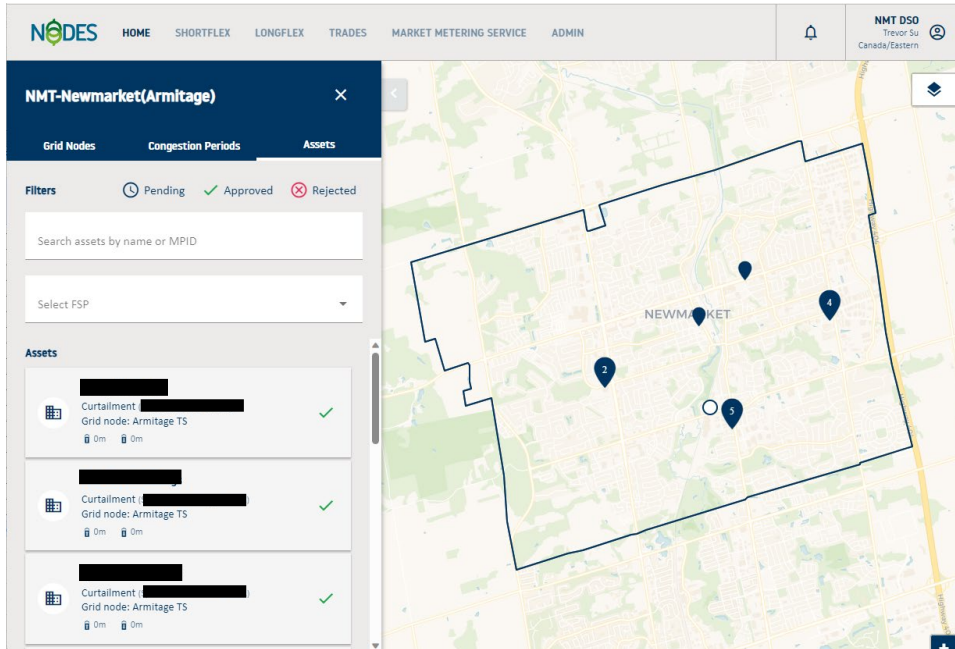 NODES HOME SHORTFLEX LONGFLEX TRADES MARKET METERING SERVICE ADMIN
NMT DSO
Trevor Su
Canada/Eastern
NMT-Newmarket(Armitage)
Grid Nodes Congestion Periods Assets
Filters Pending Approved Rejected
Search assets by name or MPID
Select FSP
Assets
Curtailment (
Grid node: Armitage TS
0m 0m
Curtailment (
Grid node: Armitage TS
0m 0m
Curtailment (
Grid node: Armitage TS
0m 0m
NEWMARKET
4
2
5
Highway